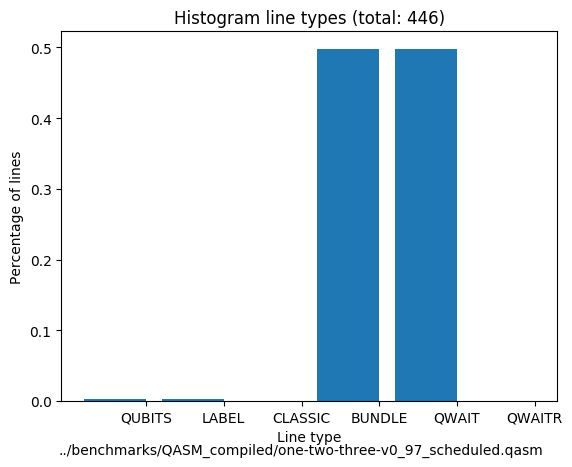 Histogram line types (total: 446)
Percentage of lines
0.5
0.4
0.3
0.2
0.1
0.0
QUBITS LABEL CLASSIC BUNDLE QWAIT QWAITR
Line type
../benchmarks/QASM_compiled/one-two-three-v0_97_scheduled.qasm